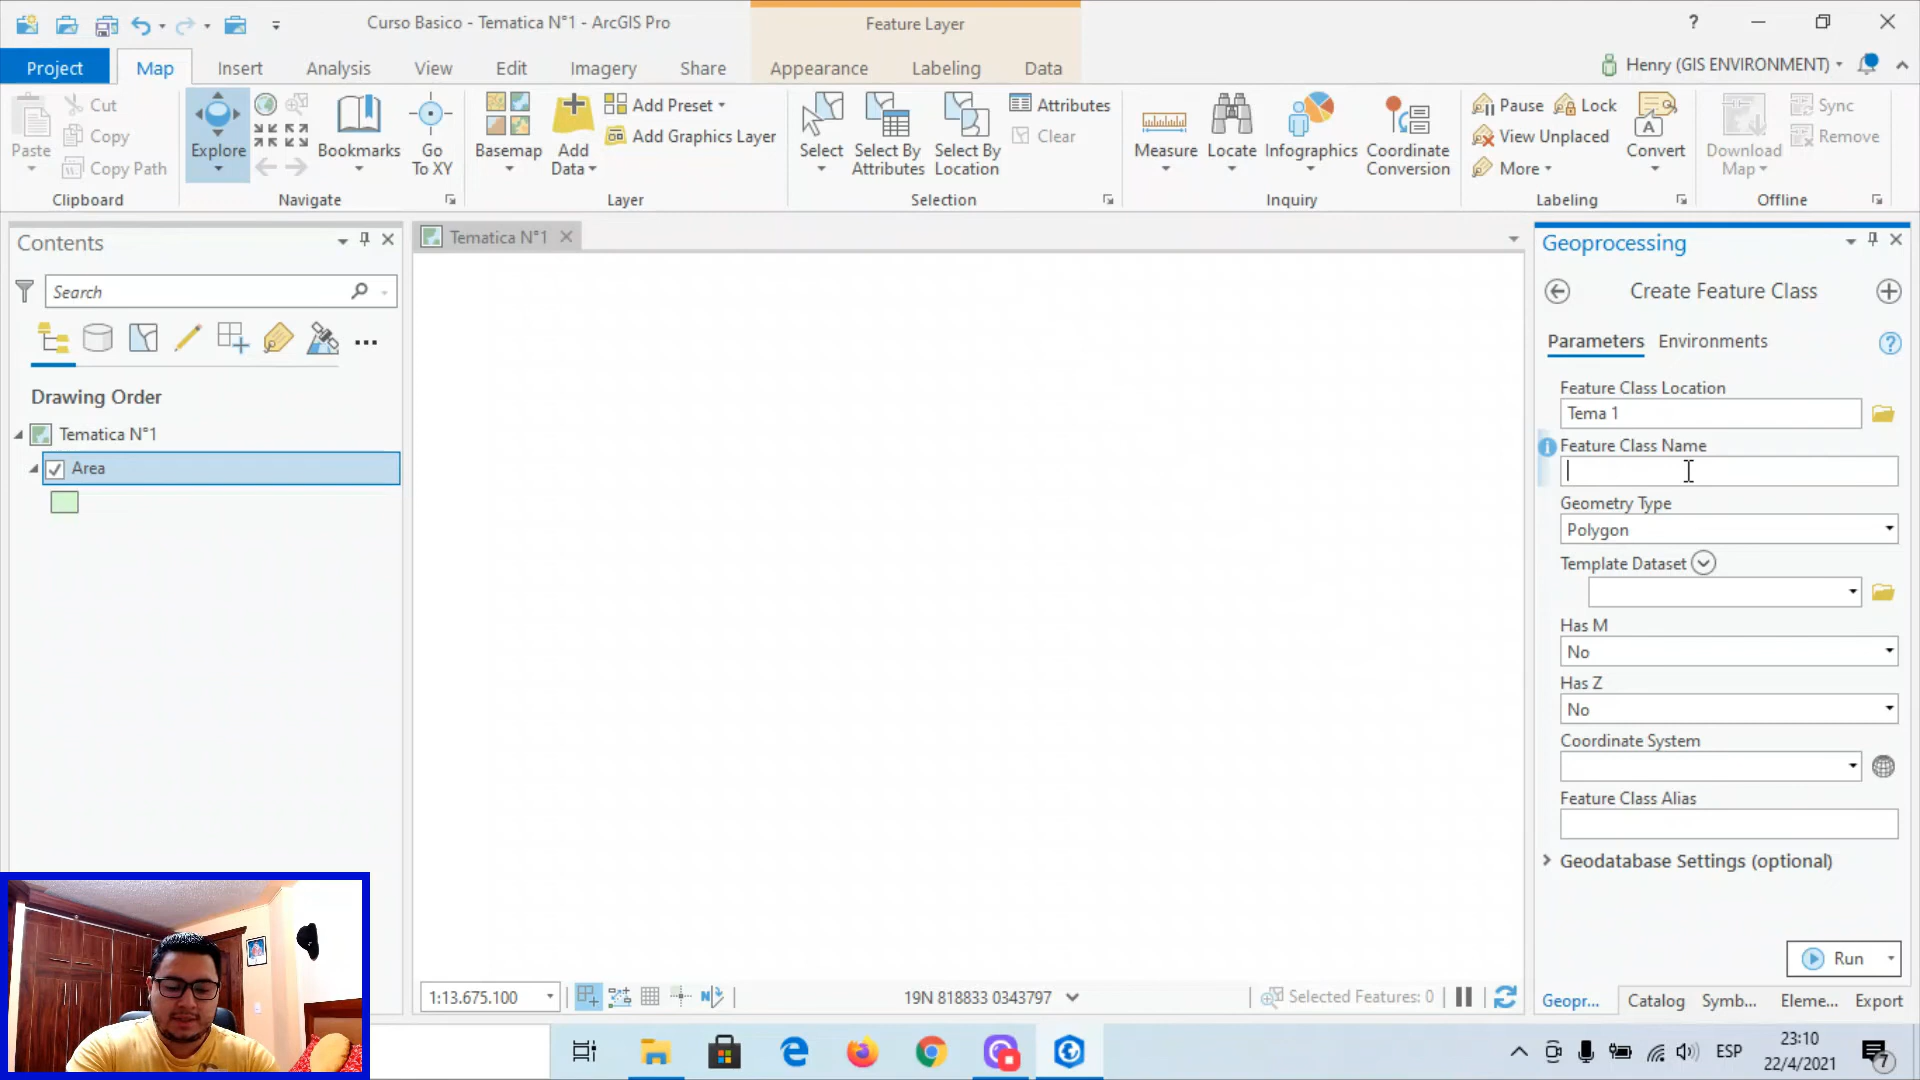 Curso Basico - Tematica N°1 - ArcGIS Pro
Feature Layer
?
Project
Map
Insert
Analysis
View
Edit
Imagery
Share
Appearance
Labeling
Data
Henry (GIS ENVIRONMENT)
Paste
Cut
Copy
Copy Path
Clipboard
Explore
Bookmarks
Go
To XY
Navigate
Basemap
Add
Data
Add Preset
Add Graphics Layer
Layer
Select
Select By
Attributes
Select By
Location
Attributes
Clear
Selection
Measure
Locate
Infographics
Coordinate
Conversion
Inquiry
Pause
Lock
View Unplaced
More
Convert
Labeling
Download
Map
Sync
Remove
Offline
Contents
Search
Drawing Order
Tematica N°1
Area
Tematica N°1
Geoprocessing
Create Feature Class
Parameters
Environments
?
Feature Class Location
Tema 1
Feature Class Name
Geometry Type
Polygon
Template Dataset
Has M
No
Has Z
No
Coordinate System
Feature Class Alias
Geodatabase Settings (optional)
Run
1:13.675.100
19N 818833 0343797
Selected Features: 0
Geopr...
Catalog
Symb...
Eleme...
Export
ESP
23:10
22/4/2021
7